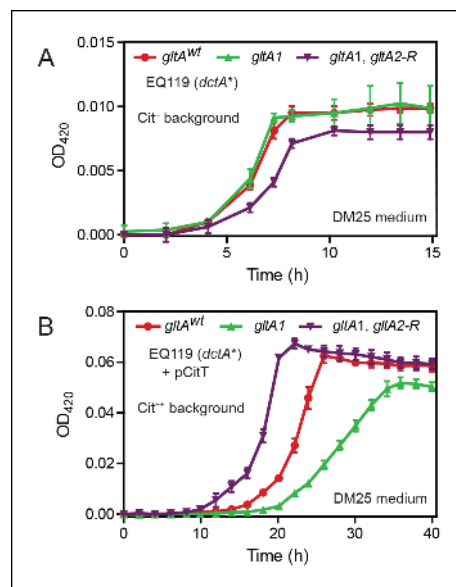 A
gltAwt gltA1 gltA1, gltA2-R
EQ119 (dctA*)
Cit⁻ background
DM25 medium
OD420
0.015
0.010
0.005
0.000
0 5 10 15
Time (h)
B
gltAwt gltA1 gltA1, gltA2-R
EQ119 (dctA*)
+ pCitT
Cit⁺⁺ background
DM25 medium
OD420
0.08
0.06
0.04
0.02
0.00
0 10 20 30 40
Time (h)